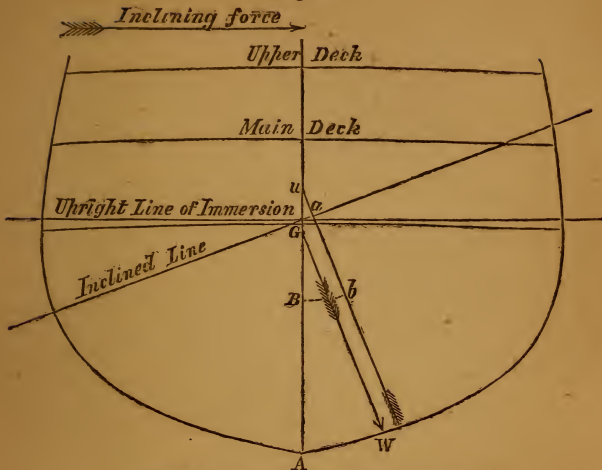 Inclining force
Upper Deck
Main Deck
u
a
Upright Line of Immersion
G
Inclined Line
B b
W
A